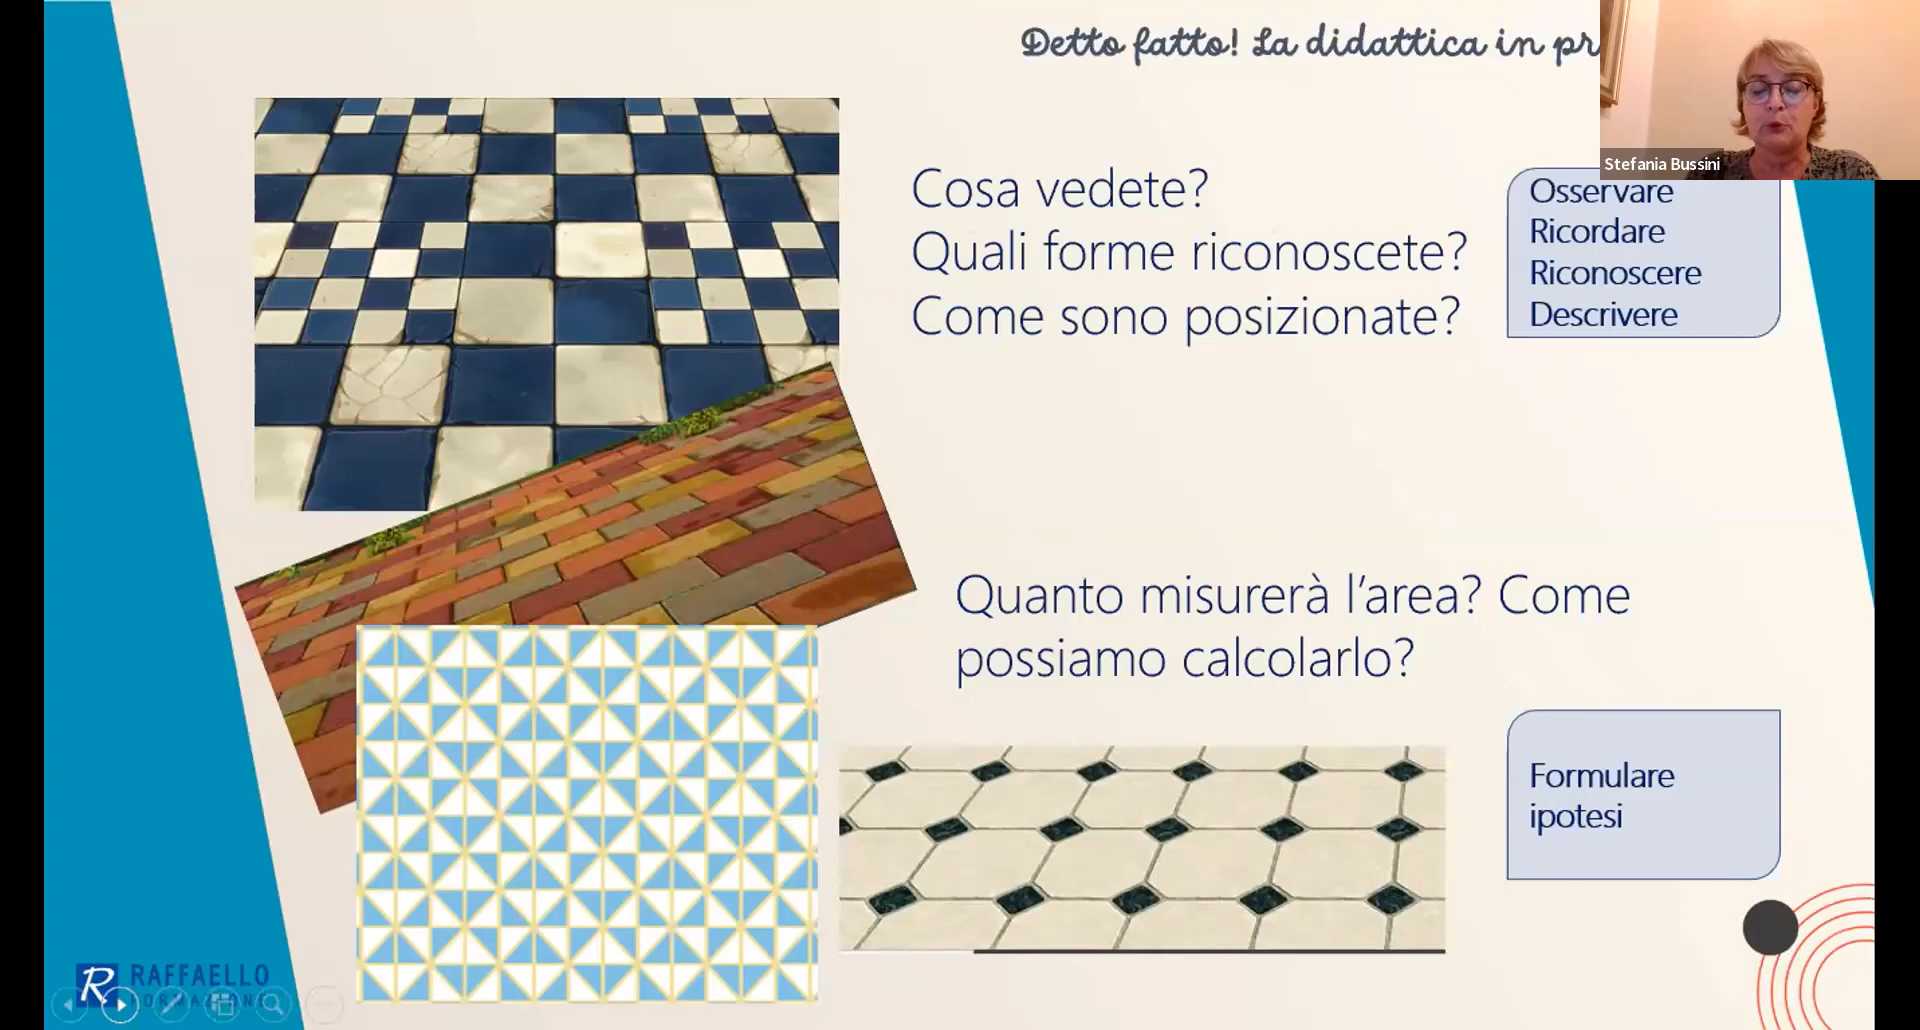 Detto fatto! La didattica in pr
Stefania Bussini
Cosa vedete?
Quali forme riconoscete?
Come sono posizionate?
Osservare
Ricordare
Riconoscere
Descrivere
Quanto misurerà l'area? Come
possiamo calcolarlo?
Formulare
ipotesi
RAFFAELLO
FORMAZIONE